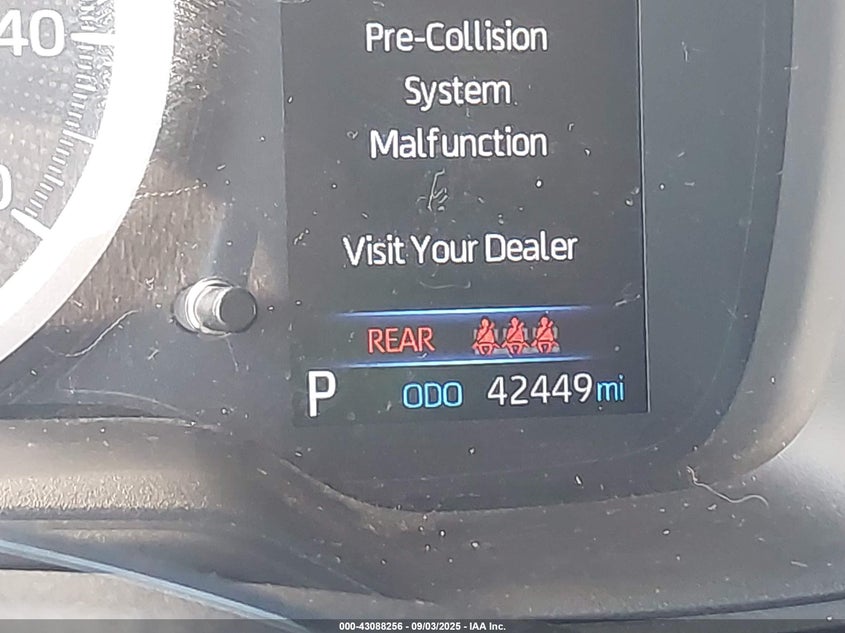 40
Pre-Collision
System
Malfunction
0
Visit Your Dealer
REAR
P ODO 42449 mi
000-43088256 - 09/03/2025 - IAA Inc.